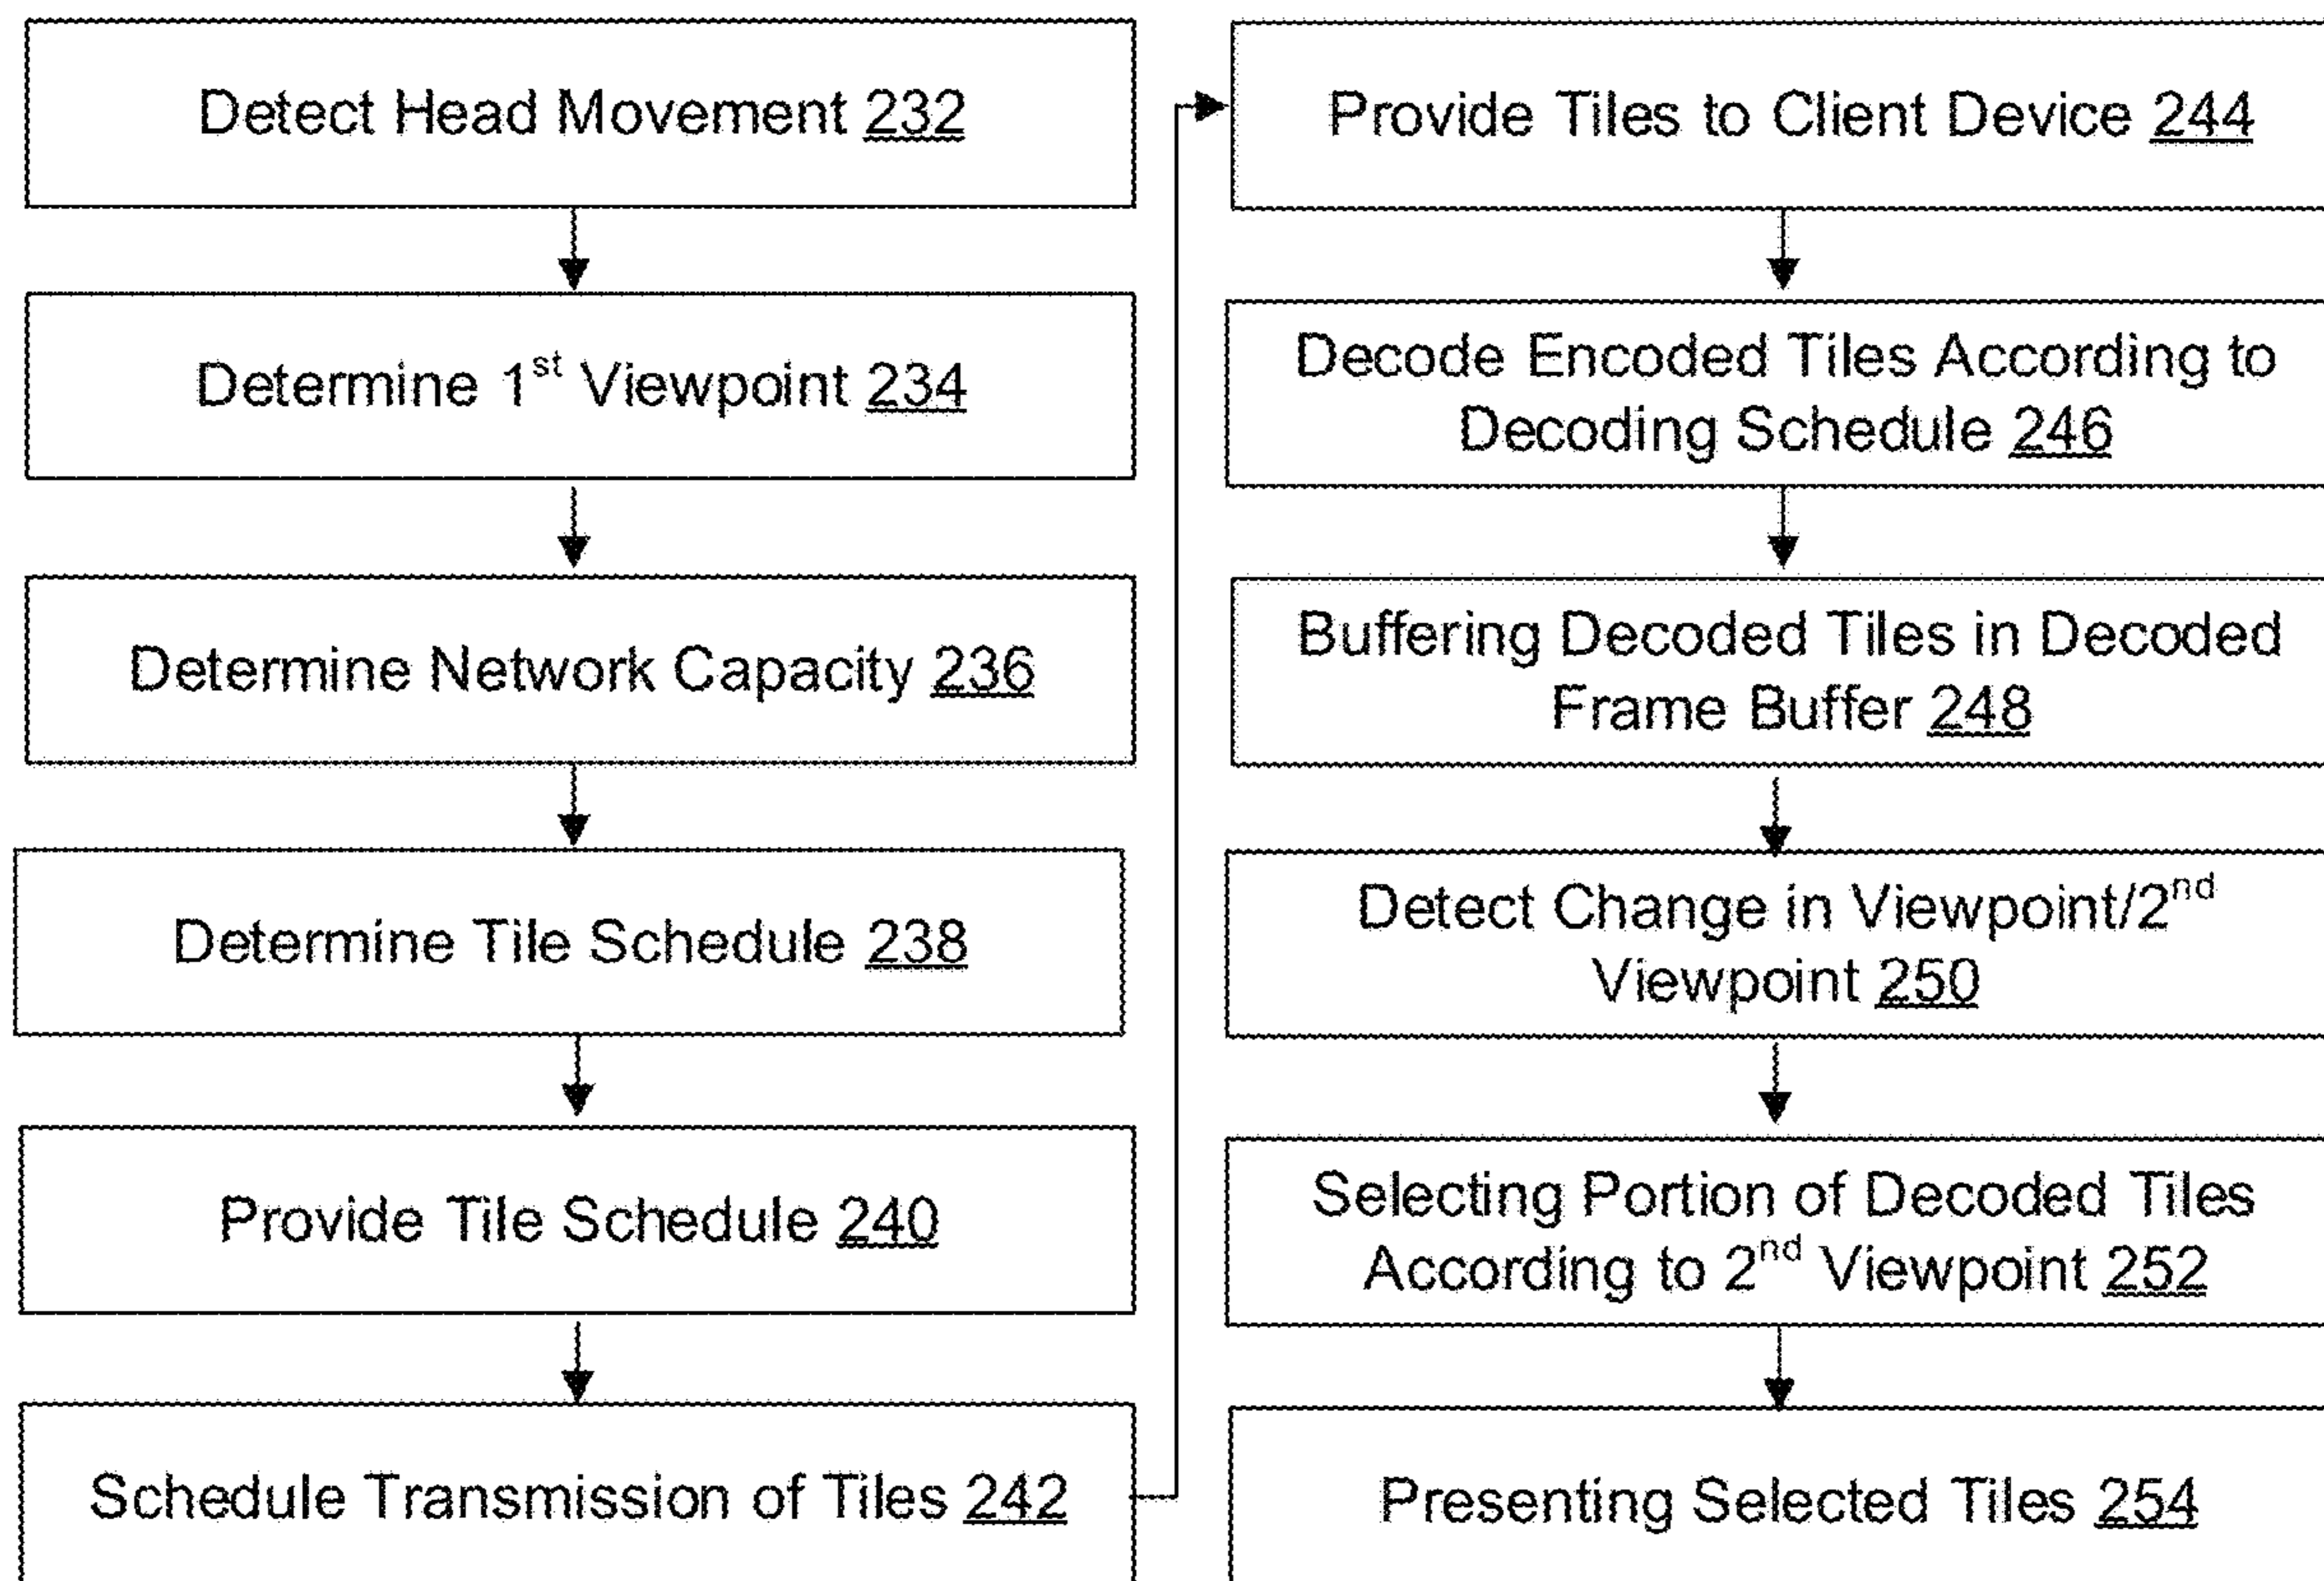 Detect Head Movement 232
Determine 1st Viewpoint 234
Determine Network Capacity 236
Determine Tile Schedule 238
Provide Tile Schedule 240
Schedule Transmission of Tiles 242
Provide Tiles to Client Device 244
Decode Encoded Tiles According to
Decoding Schedule 246
Buffering Decoded Tiles in Decoded
Frame Buffer 248
Detect Change in Viewpoint/2nd
Viewpoint 250
Selecting Portion of Decoded Tiles
According to 2nd Viewpoint 252
Presenting Selected Tiles 254